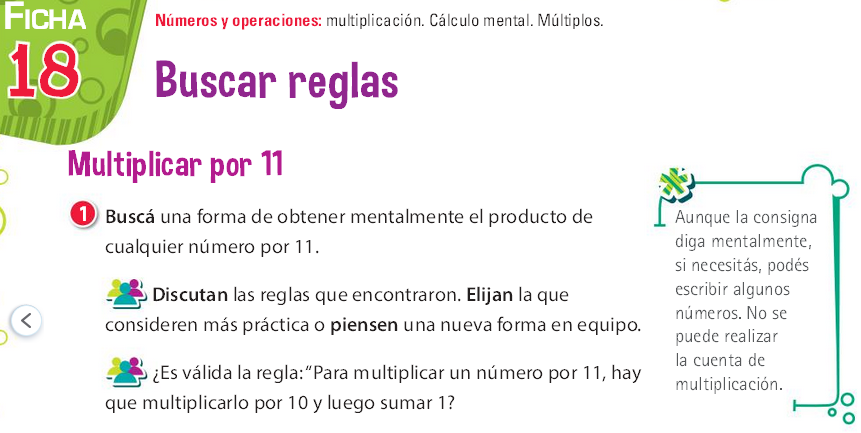 FICHA
18
Números y operaciones: multiplicación. Cálculo mental. Múltiplos.
Buscar reglas
Multiplicar por 11
1 Buscá una forma de obtener mentalmente el producto de
cualquier número por 11.
Discutan las reglas que encontraron. Elijan la que
consideren más práctica o piensen una nueva forma en equipo.
¿Es válida la regla: “Para multiplicar un número por 11, hay
que multiplicarlo por 10 y luego sumar 1?
Aunque la consigna
diga mentalmente,
si necesitás, podés
escribir algunos
números. No se
puede realizar
la cuenta de
multiplicación.